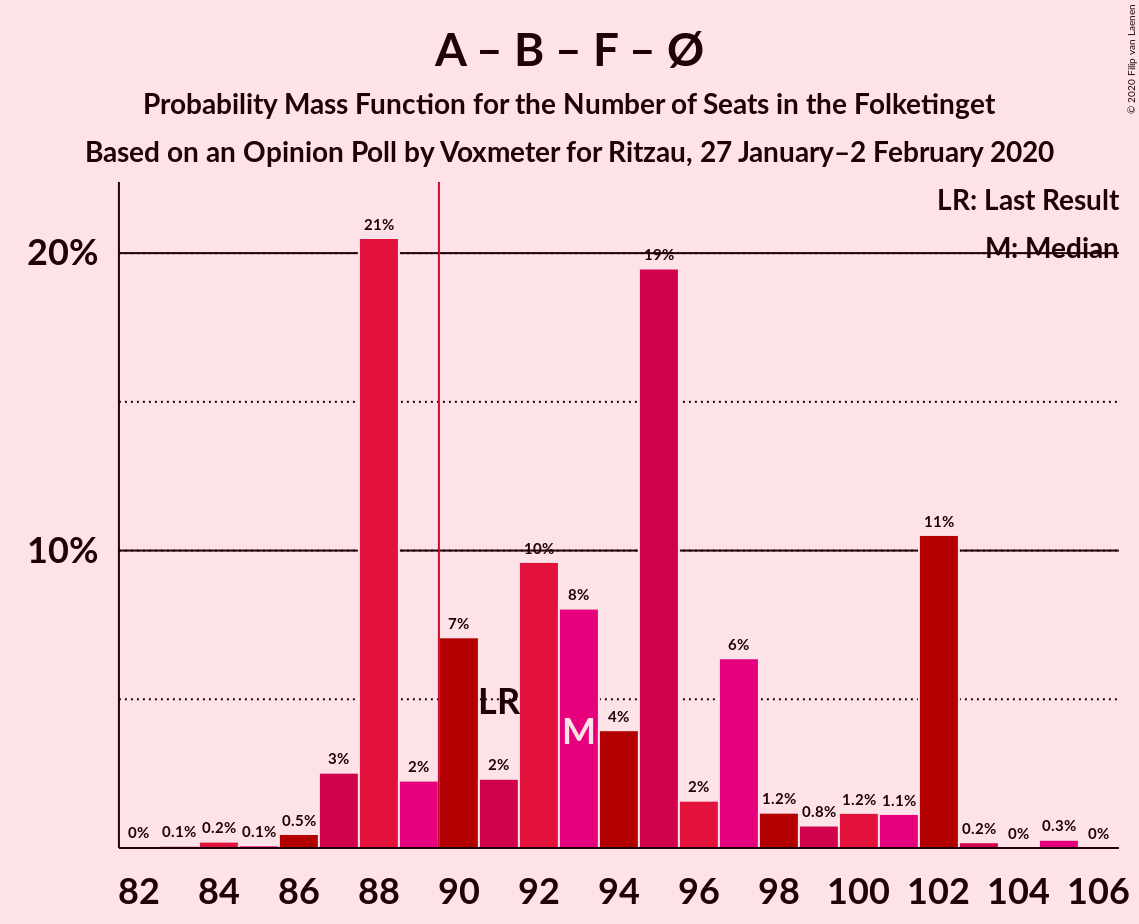 A – B – F – Ø
Probability Mass Function for the Number of Seats in the Folketinget
Based on an Opinion Poll by Voxmeter for Ritzau, 27 January–2 February 2020
© 2020 Filip van Laenen
LR: Last Result
M: Median
20%
10%
0% 0.1% 0.2% 0.1% 0.5% 3% 21% 2% 7% 2% 10% 8% 4% 19% 2% 6% 1.2% 0.8% 1.2% 1.1% 11% 0.2% 0% 0.3% 0%
LR
M
82 84 86 88 90 92 94 96 98 100 102 104 106